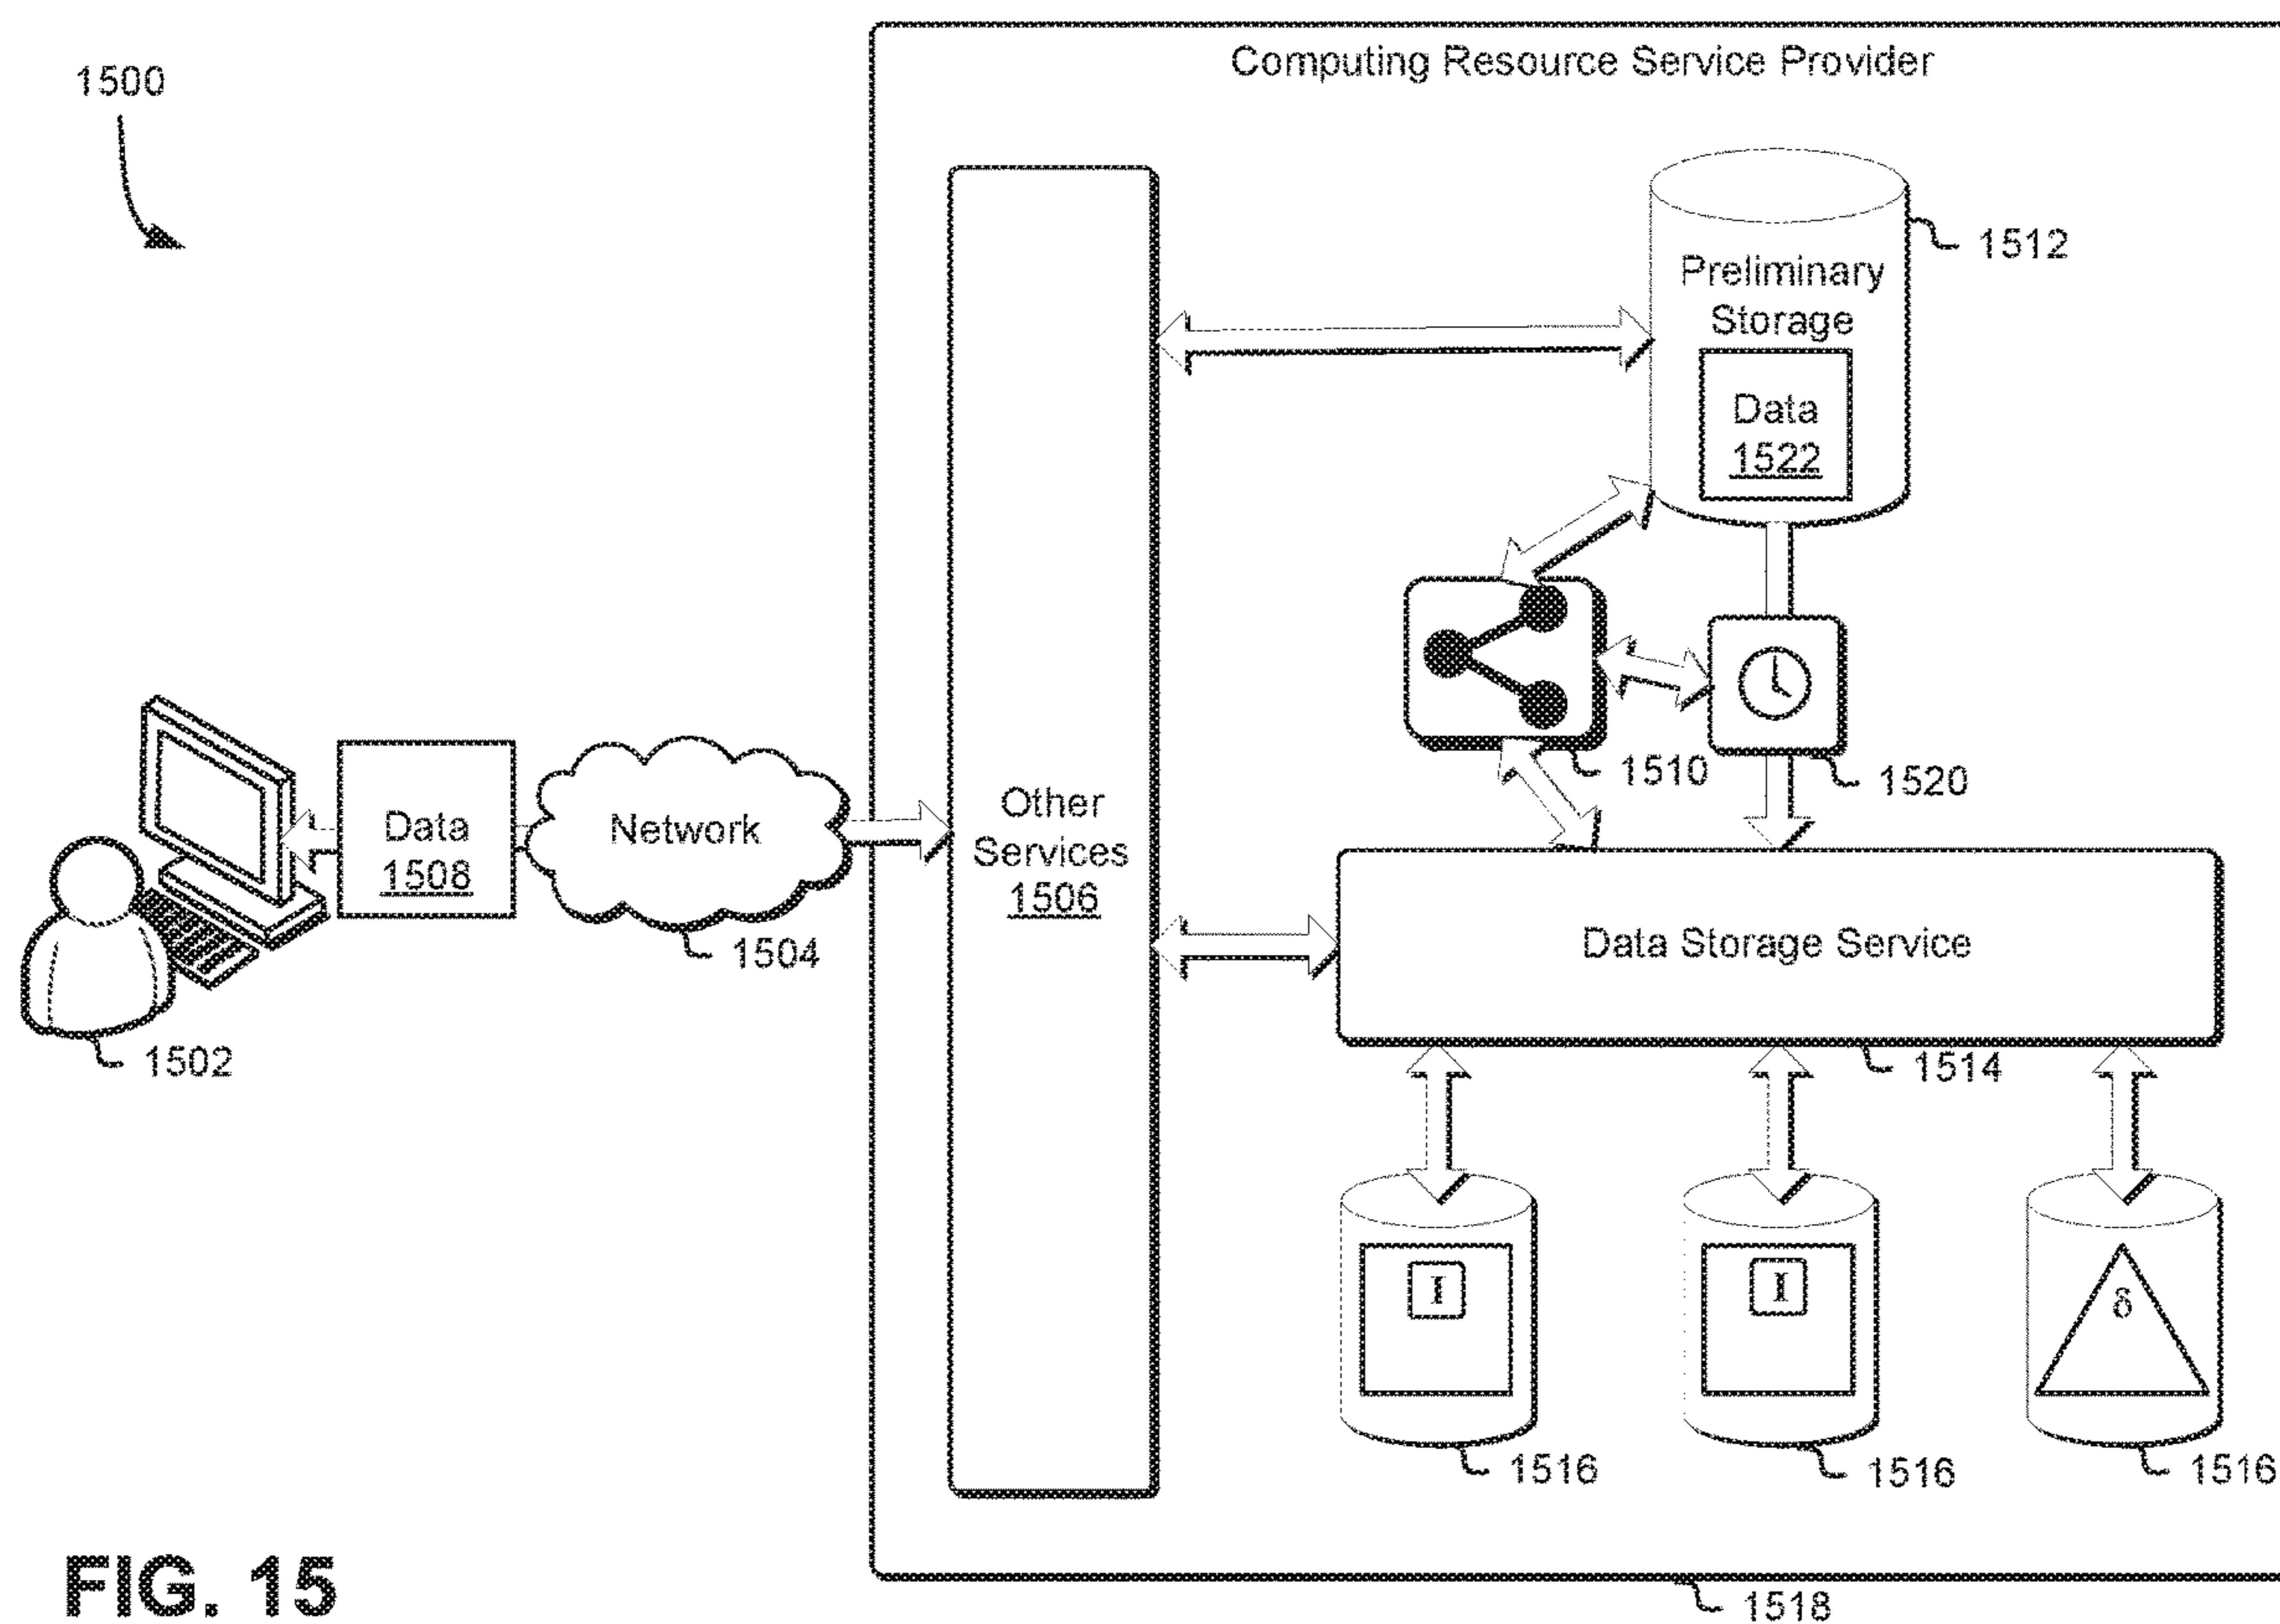 Computing Resource Service Provider
1500
1512
Preliminary
Storage
Data
1522
1510
1520
Other
Services
1506
Data
1508
Network
1504
1502
Data Storage Service
1514
I
I
δ
1516
1516
1516
FIG. 15
1518